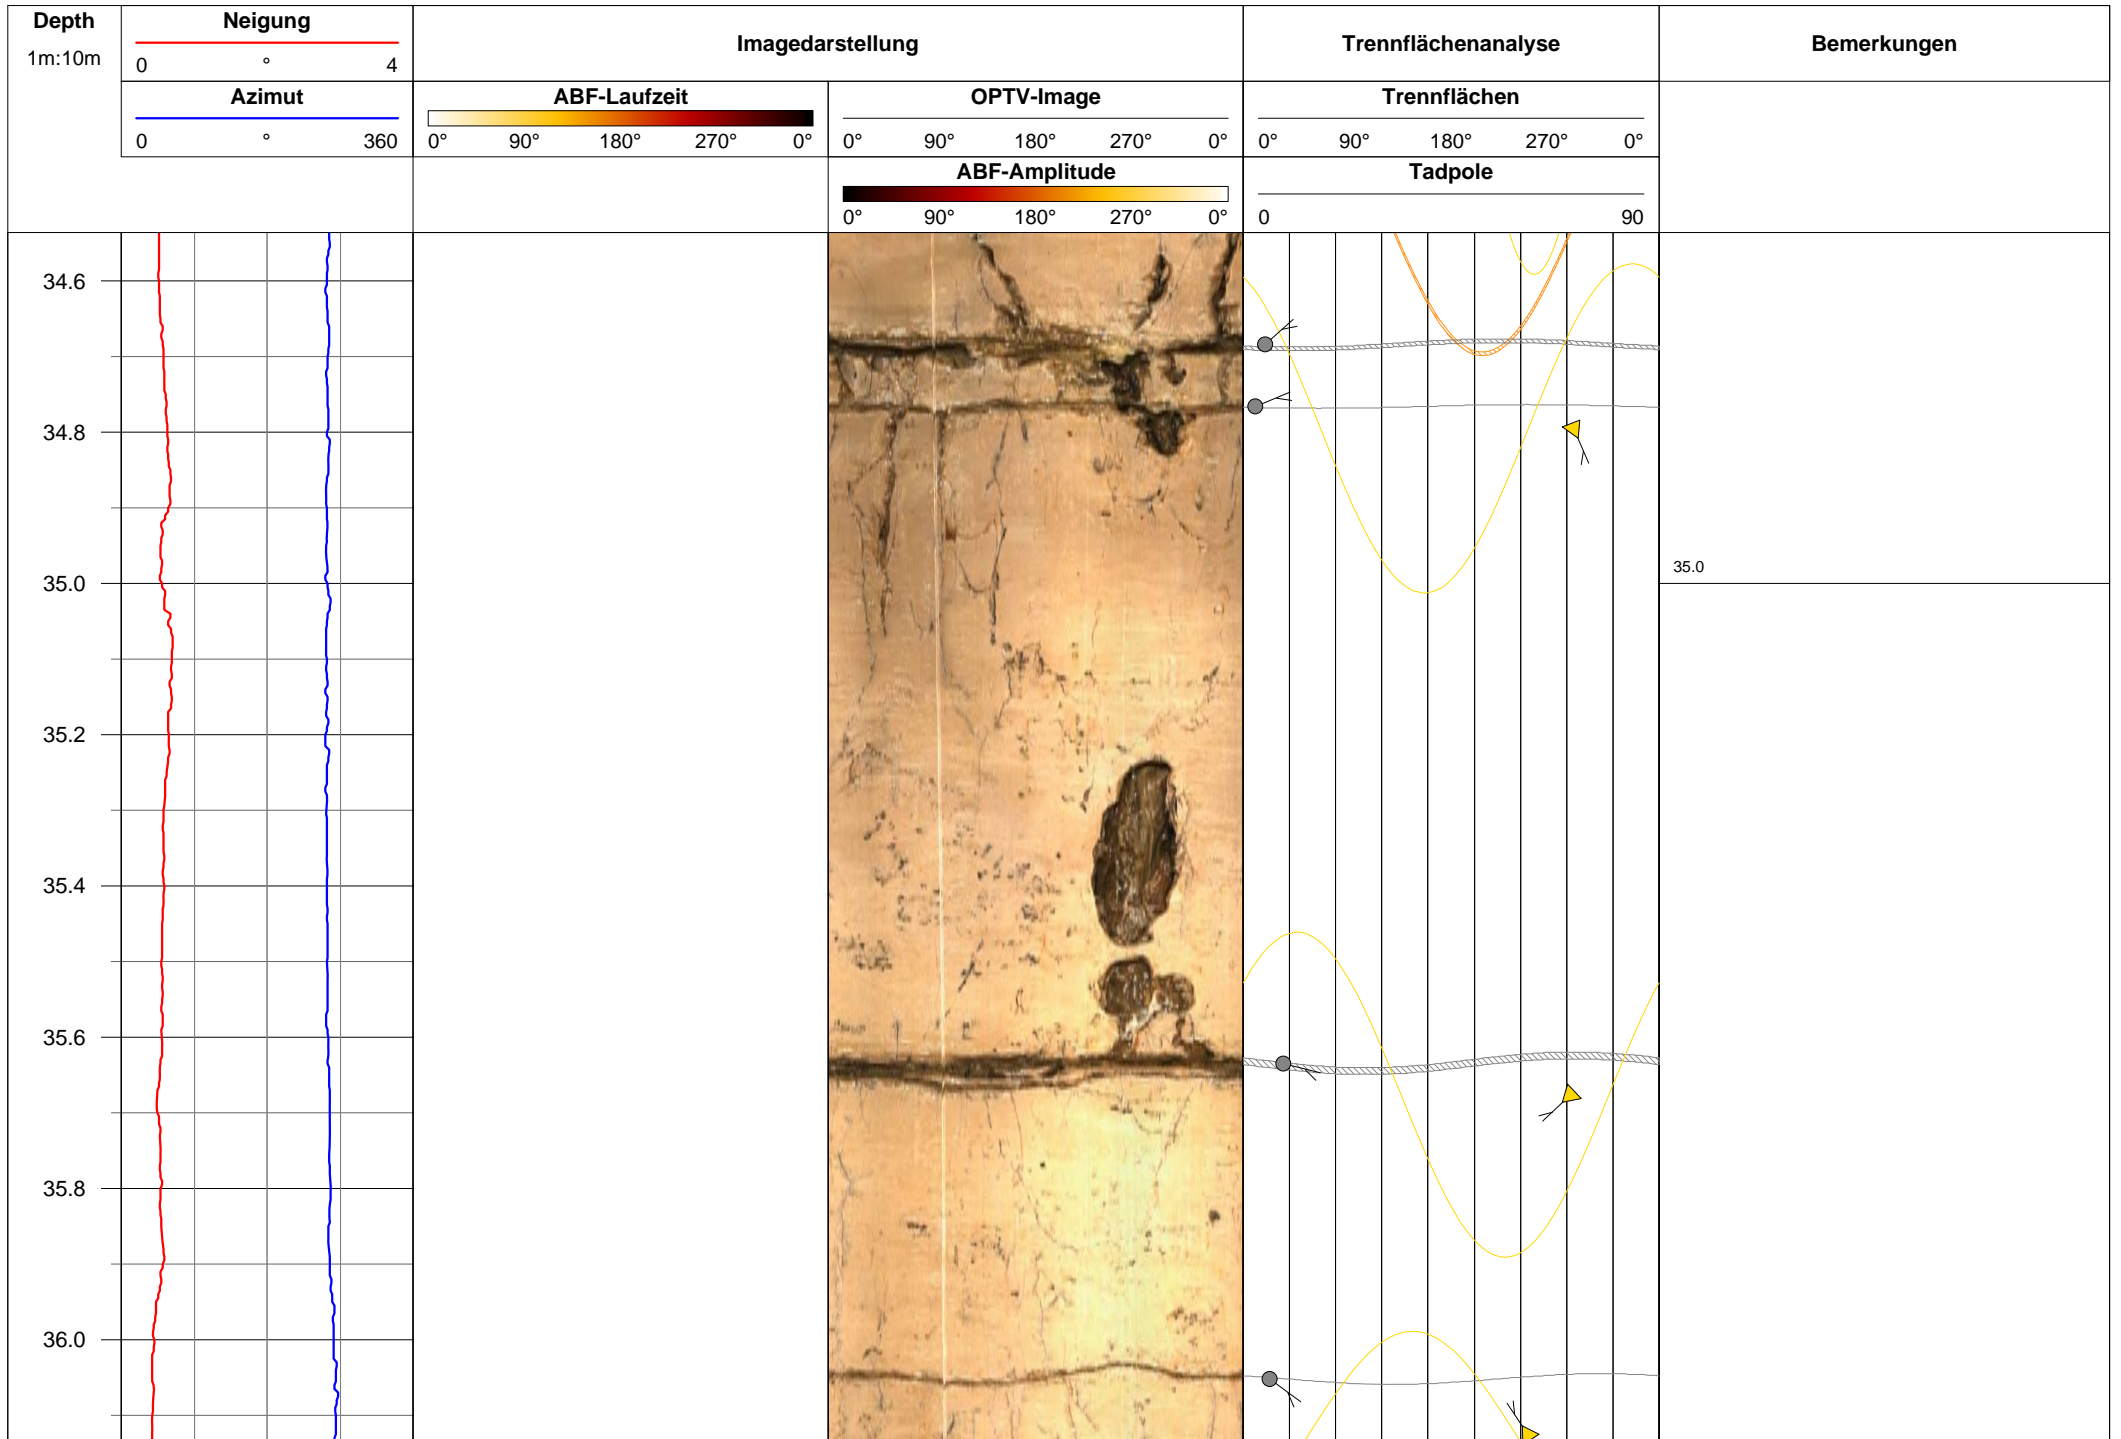 Depth
1m:10m
Neigung
0 ° 4
Azimut
0 ° 360
Imagedarstellung
ABF-Laufzeit
0° 90° 180° 270° 0°
OPTV-Image
0° 90° 180° 270° 0°
ABF-Amplitude
0° 90° 180° 270° 0°
Trennflächenanalyse
Trennflächen
0° 90° 180° 270° 0°
Tadpole
0 90
Bemerkungen
34.6
34.8
35.0
35.2
35.4
35.6
35.8
36.0
35.0